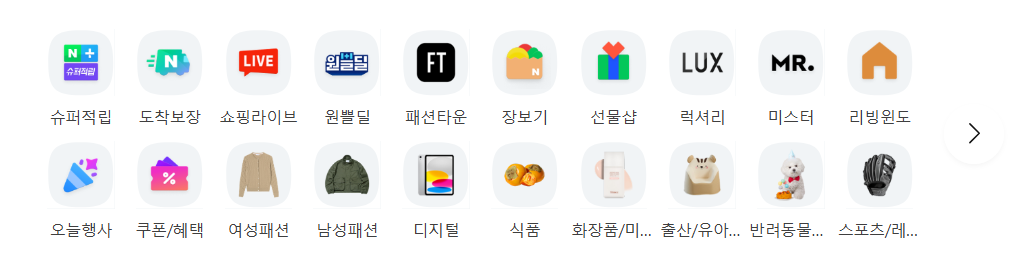 N +
슈퍼적립
N
LIVE
원쁠딜
FT
N
LUX
MR.
슈퍼적립
도착보장
쇼핑라이브
원쁠딜
패션타운
장보기
선물샵
럭셔리
미스터
리빙윈도
%
오늘행사
쿠폰/혜택
여성패션
남성패션
디지털
식품
화장품/미...
출산/유아...
반려동물...
스포츠/레...